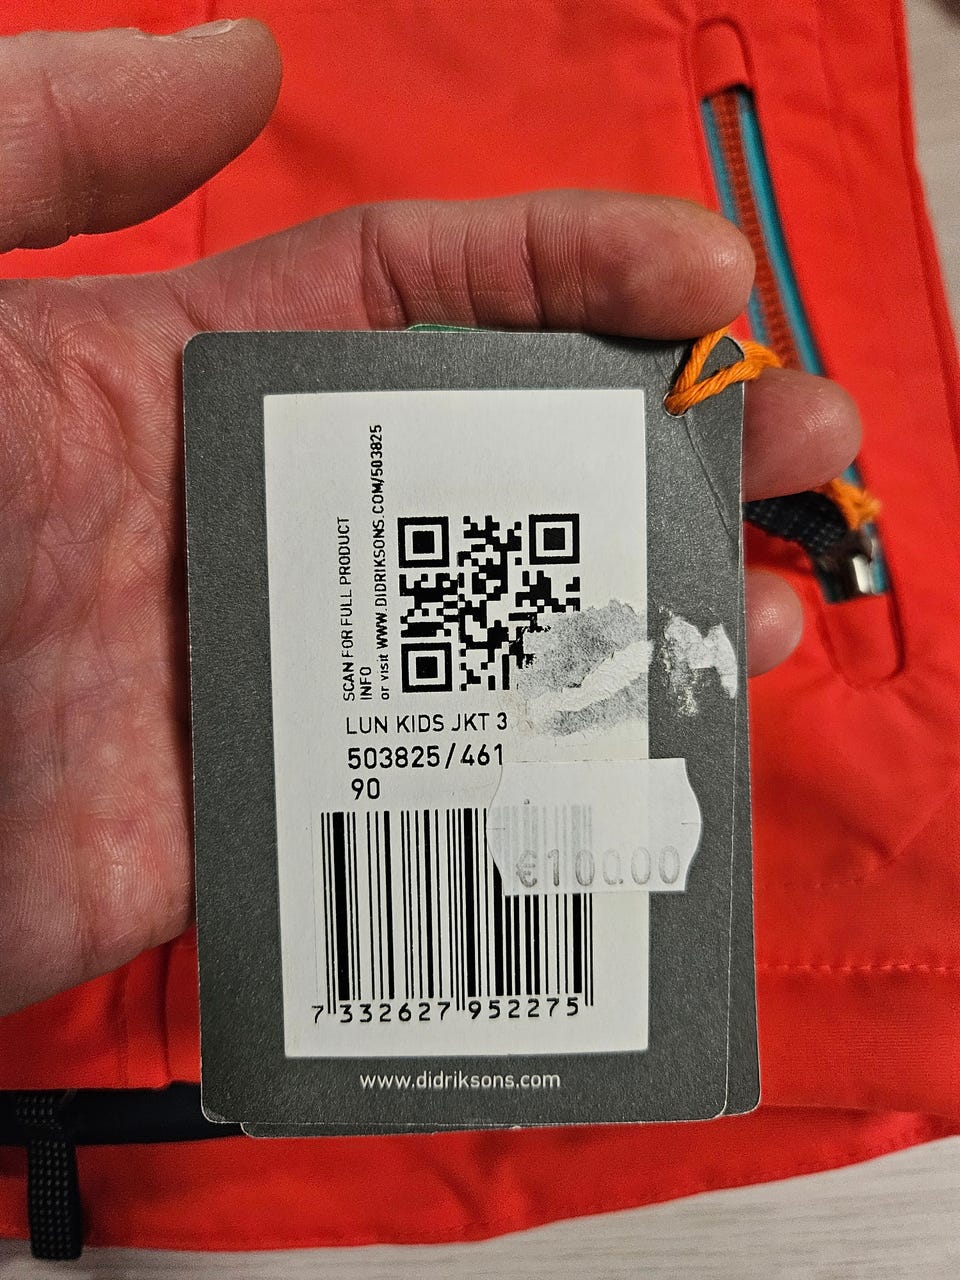 SCAN FOR FULL PRODUCT
INFO
or visit WWW.DIDRIKSONS.COM/503825
LUN KIDS JKT 3
503825/461
90
€100.00
7 332627 952275
www.didriksons.com